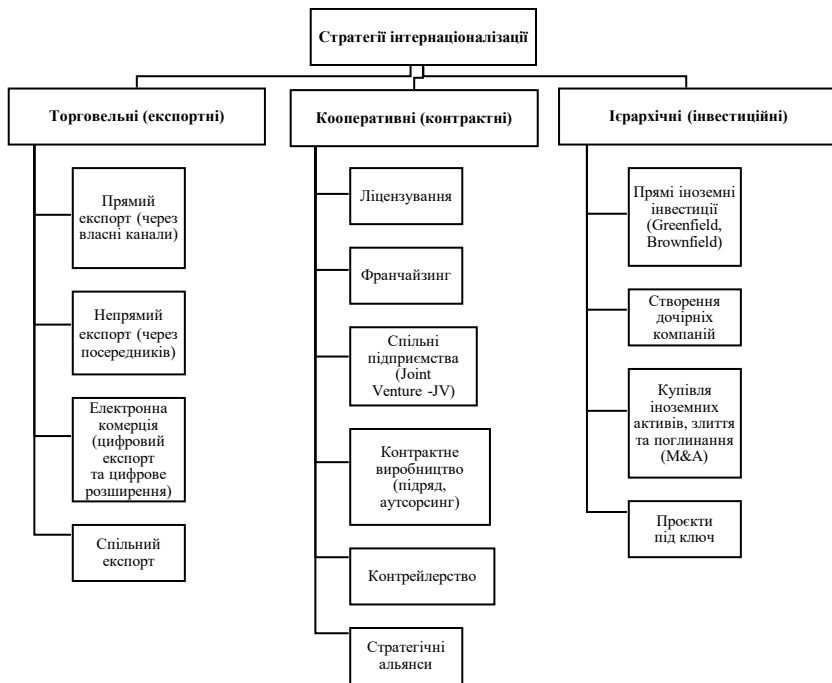 Стратегії інтернаціоналізації
Торговельні (експортні)
Прямий
експорт (через
власні канали)
Непрямий
експорт (через
посередників)
Електронна
комерція
(цифровий
експорт
та цифрове
розширення)
Спільний
експорт
Кооперативні (контрактні)
Ліцензування
Франчайзинг
Спільні
підприємства
(Joint
Venture -JV)
Контрактне
виробництво
(підряд,
аутсорсинг)
Контрейлерство
Стратегічні
альянси
Ієрархічні (інвестиційні)
Прямі іноземні
інвестиції
(Greenfield,
Brownfield)
Створення
дочірніх
компаній
Купівля
іноземних
активів, злиття
та поглинання
(M&A)
Проєкти
під ключ